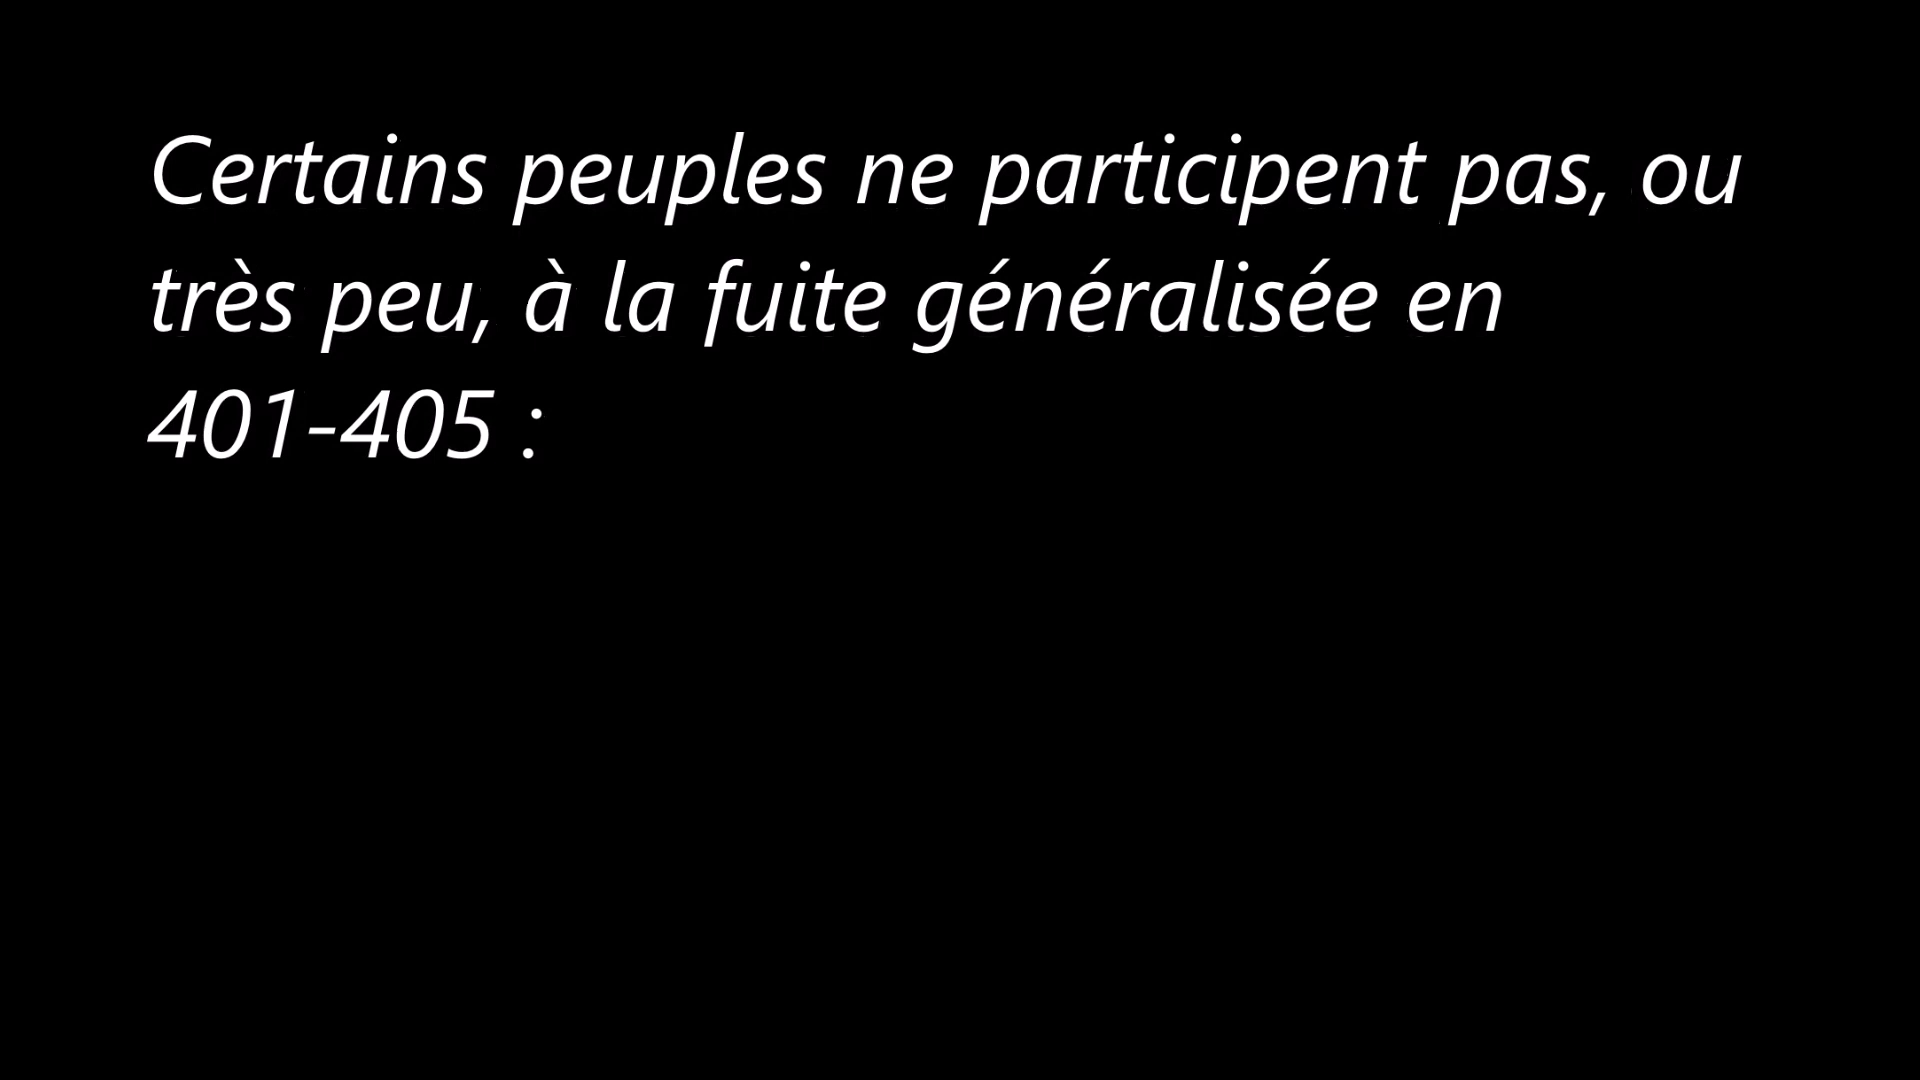 Certains peuples ne participent pas, ou
très peu, à la fuite généralisée en
401-405 :